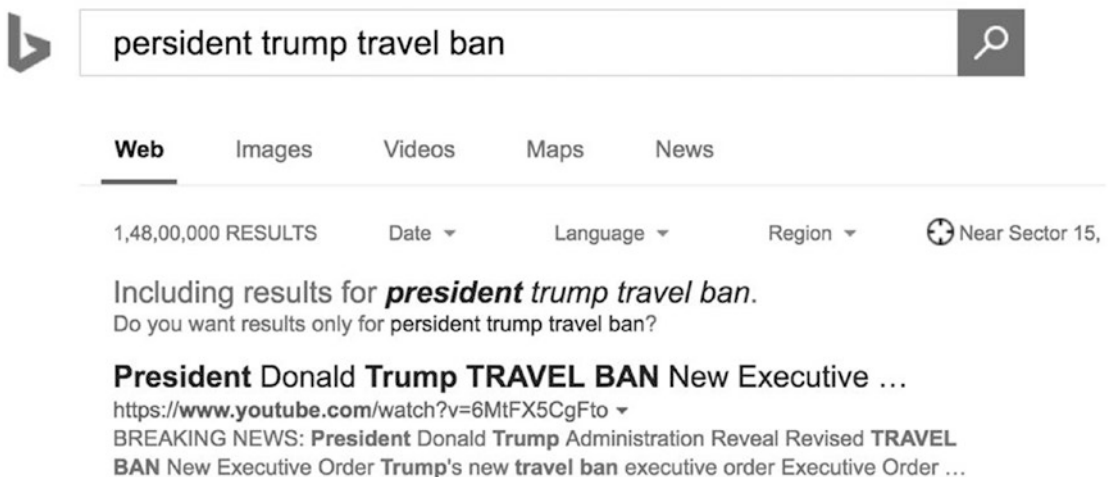 persident trump travel ban
Web Images Videos Maps News
1,48,00,000 RESULTS Date Language Region Near Sector 15,
Including results for president trump travel ban.
Do you want results only for persident trump travel ban?
President Donald Trump TRAVEL BAN New Executive ...
https://www.youtube.com/watch?v=6MtFX5CgFto
BREAKING NEWS: President Donald Trump Administration Reveal Revised TRAVEL
BAN New Executive Order Trump's new travel ban executive order Executive Order ...